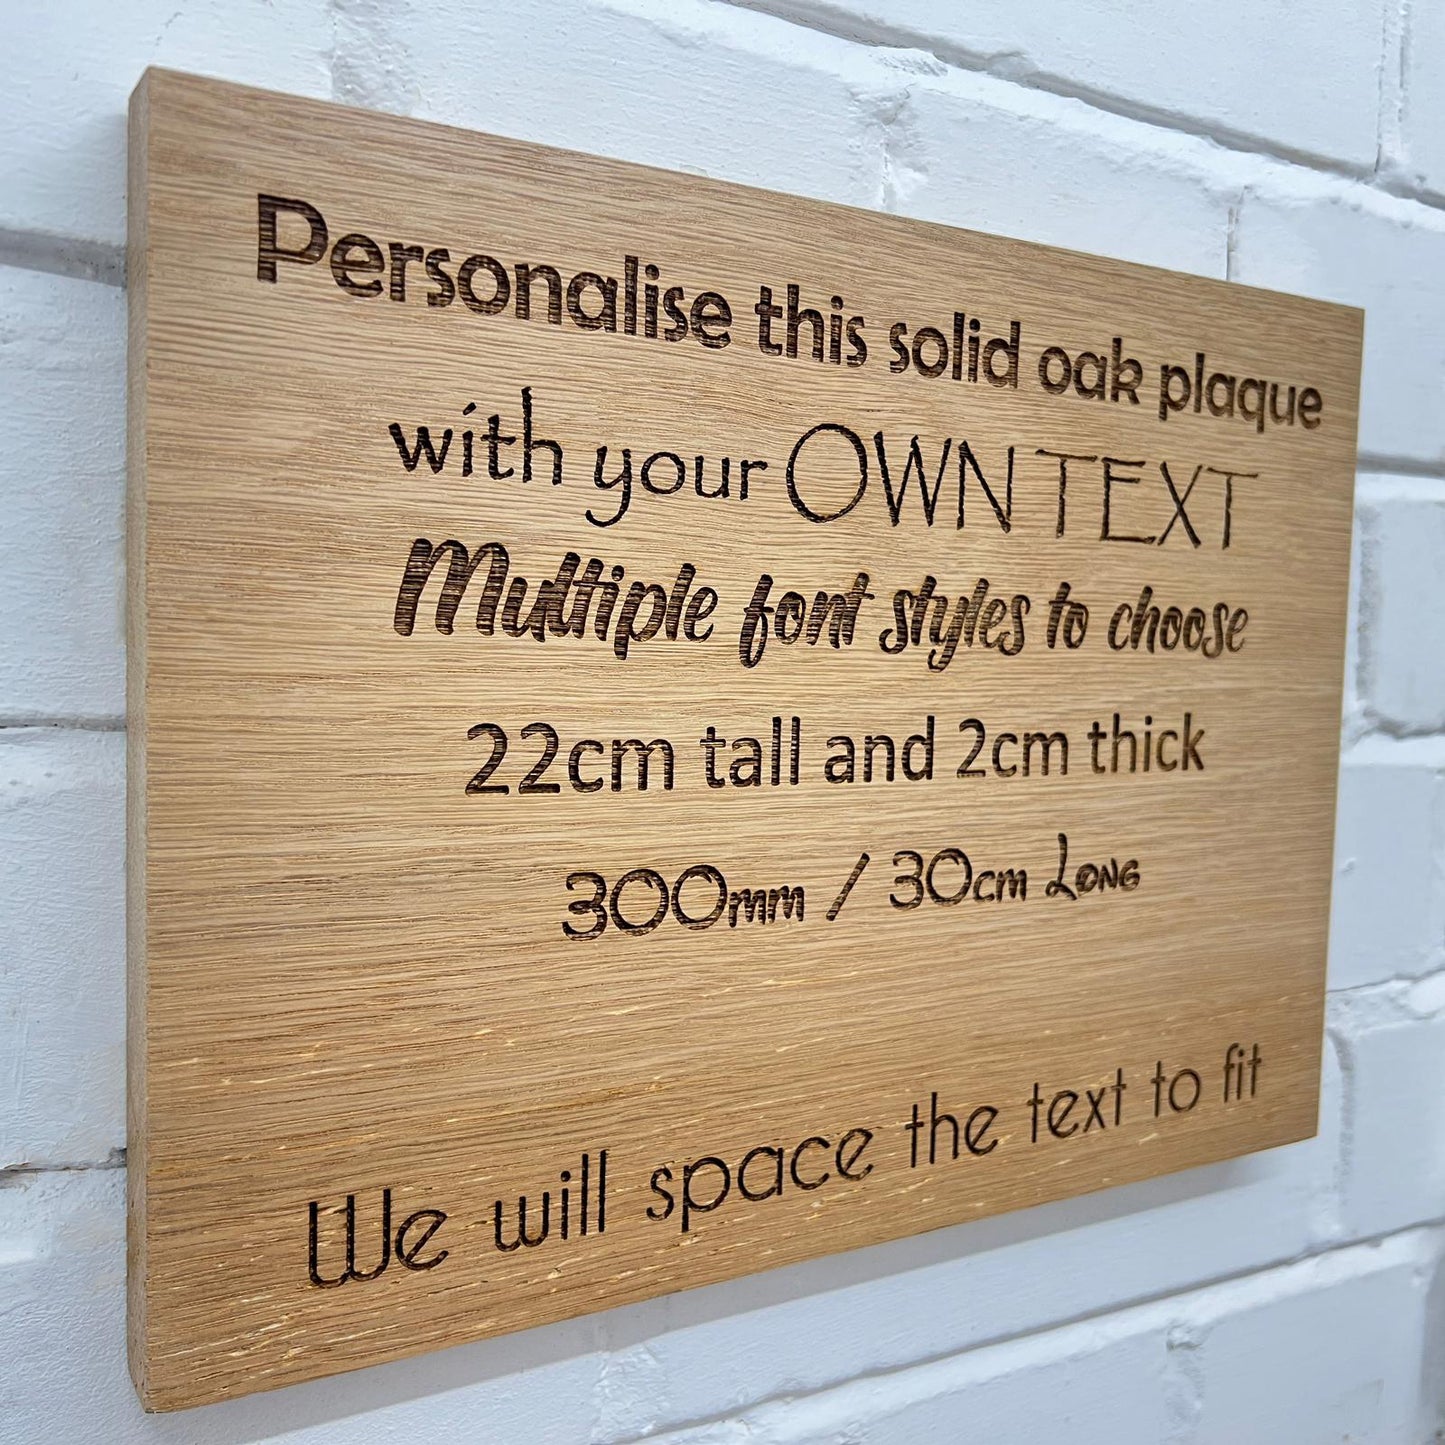 Personalise this solid oak plaque
with your OWN TEXT
Multiple font styles to choose
22cm tall and 2cm thick
300mm / 30cm LONG
We will space the text to fit